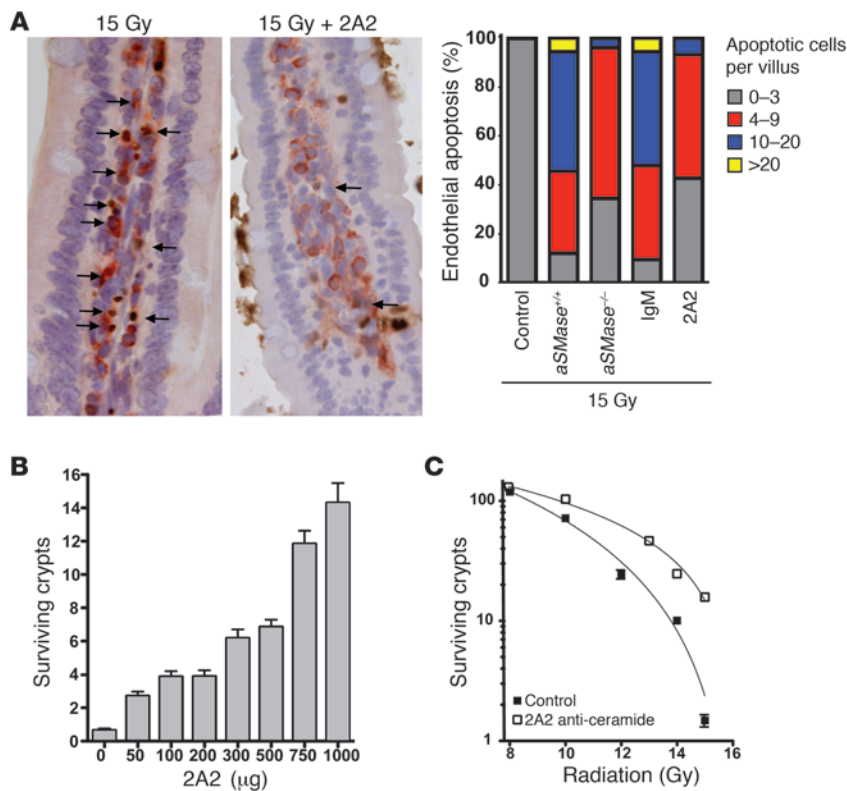 A
15 Gy
15 Gy + 2A2
Endothelial apoptosis (%)
100
80
60
40
20
0
Control
aSMase+/+
aSMase–/–
IgM
2A2
15 Gy
Apoptotic cells
per villus
0–3
4–9
10–20
>20
B
Surviving crypts
16
14
12
10
8
6
4
2
0
0 50 100 200 300 500 750 1000
2A2 (μg)
C
Surviving crypts
100
10
1
Control
2A2 anti-ceramide
8 10 12 14 16
Radiation (Gy)